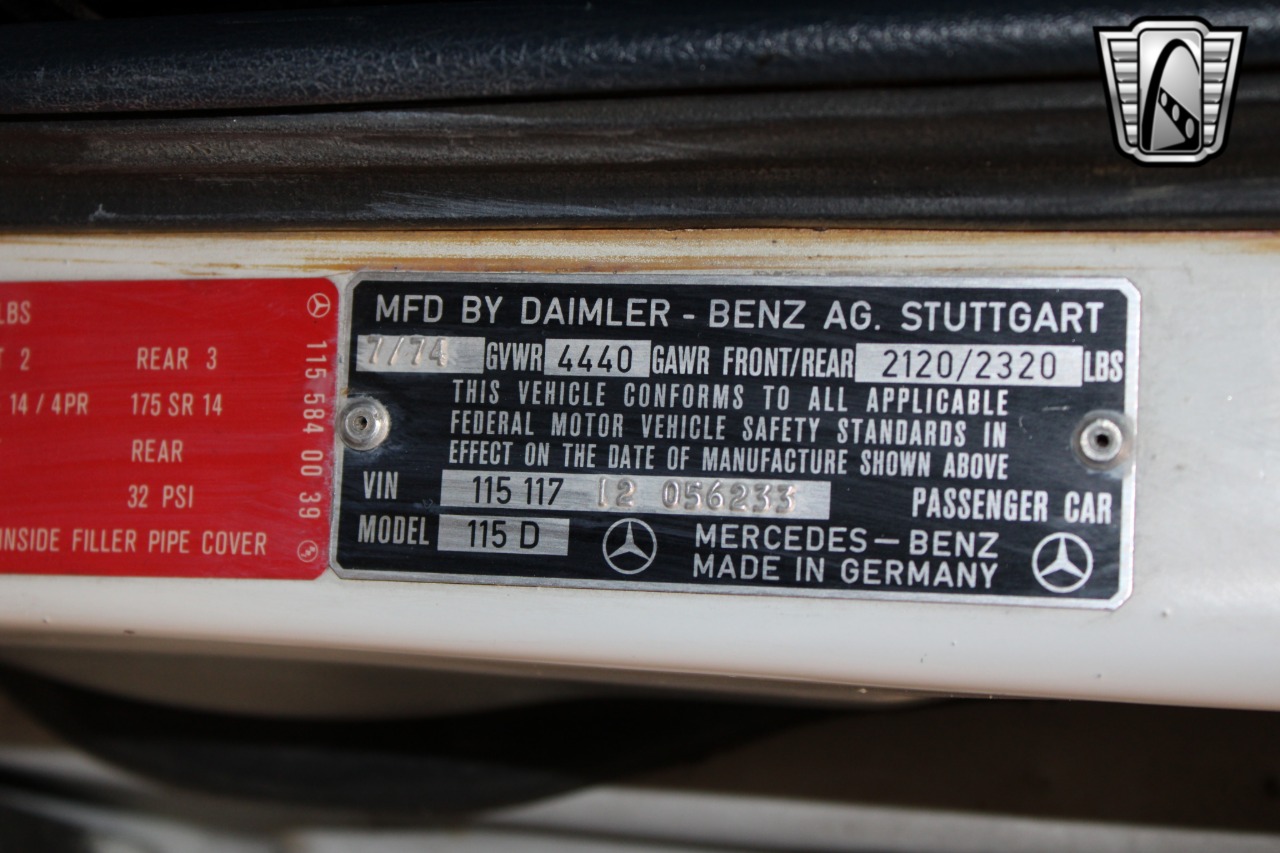 LBS
2 REAR 3
14 / 4PR 175 SR 14
REAR
32 PSI
INSIDE FILLER PIPE COVER
115 584 00 39
MFD BY DAIMLER - BENZ AG. STUTTGART
7/74 GVWR 4440 GAWR FRONT/REAR 2120/2320 LBS
THIS VEHICLE CONFORMS TO ALL APPLICABLE
FEDERAL MOTOR VEHICLE SAFETY STANDARDS IN
EFFECT ON THE DATE OF MANUFACTURE SHOWN ABOVE
VIN 115 117 12 056233 PASSENGER CAR
MODEL 115 D MERCEDES-BENZ
MADE IN GERMANY